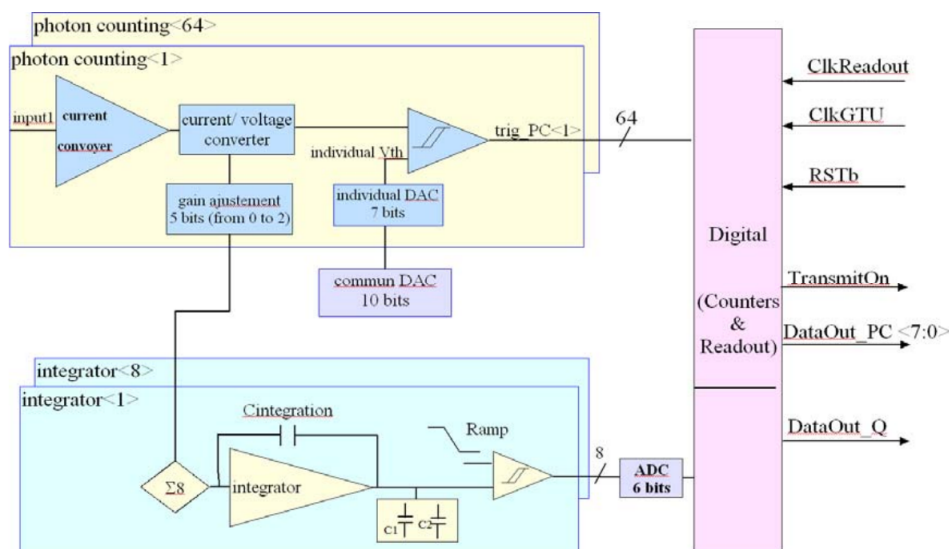 photon counting<64>
photon counting<1>
input1
current
convoyer
current/ voltage
converter
gain ajustement
5 bits (from 0 to 2)
individual Vth
individual DAC
7 bits
commun DAC
10 bits
trig_PC<1>
64
Digital
(Counters
&
Readout)
ClkReadout
ClkGTU
RSTb
TransmitOn
DataOut_PC <7:0>
DataOut_Q
integrator<8>
integrator<1>
Cintegration
Σ8
integrator
C1
C2
Ramp
8
ADC
6 bits